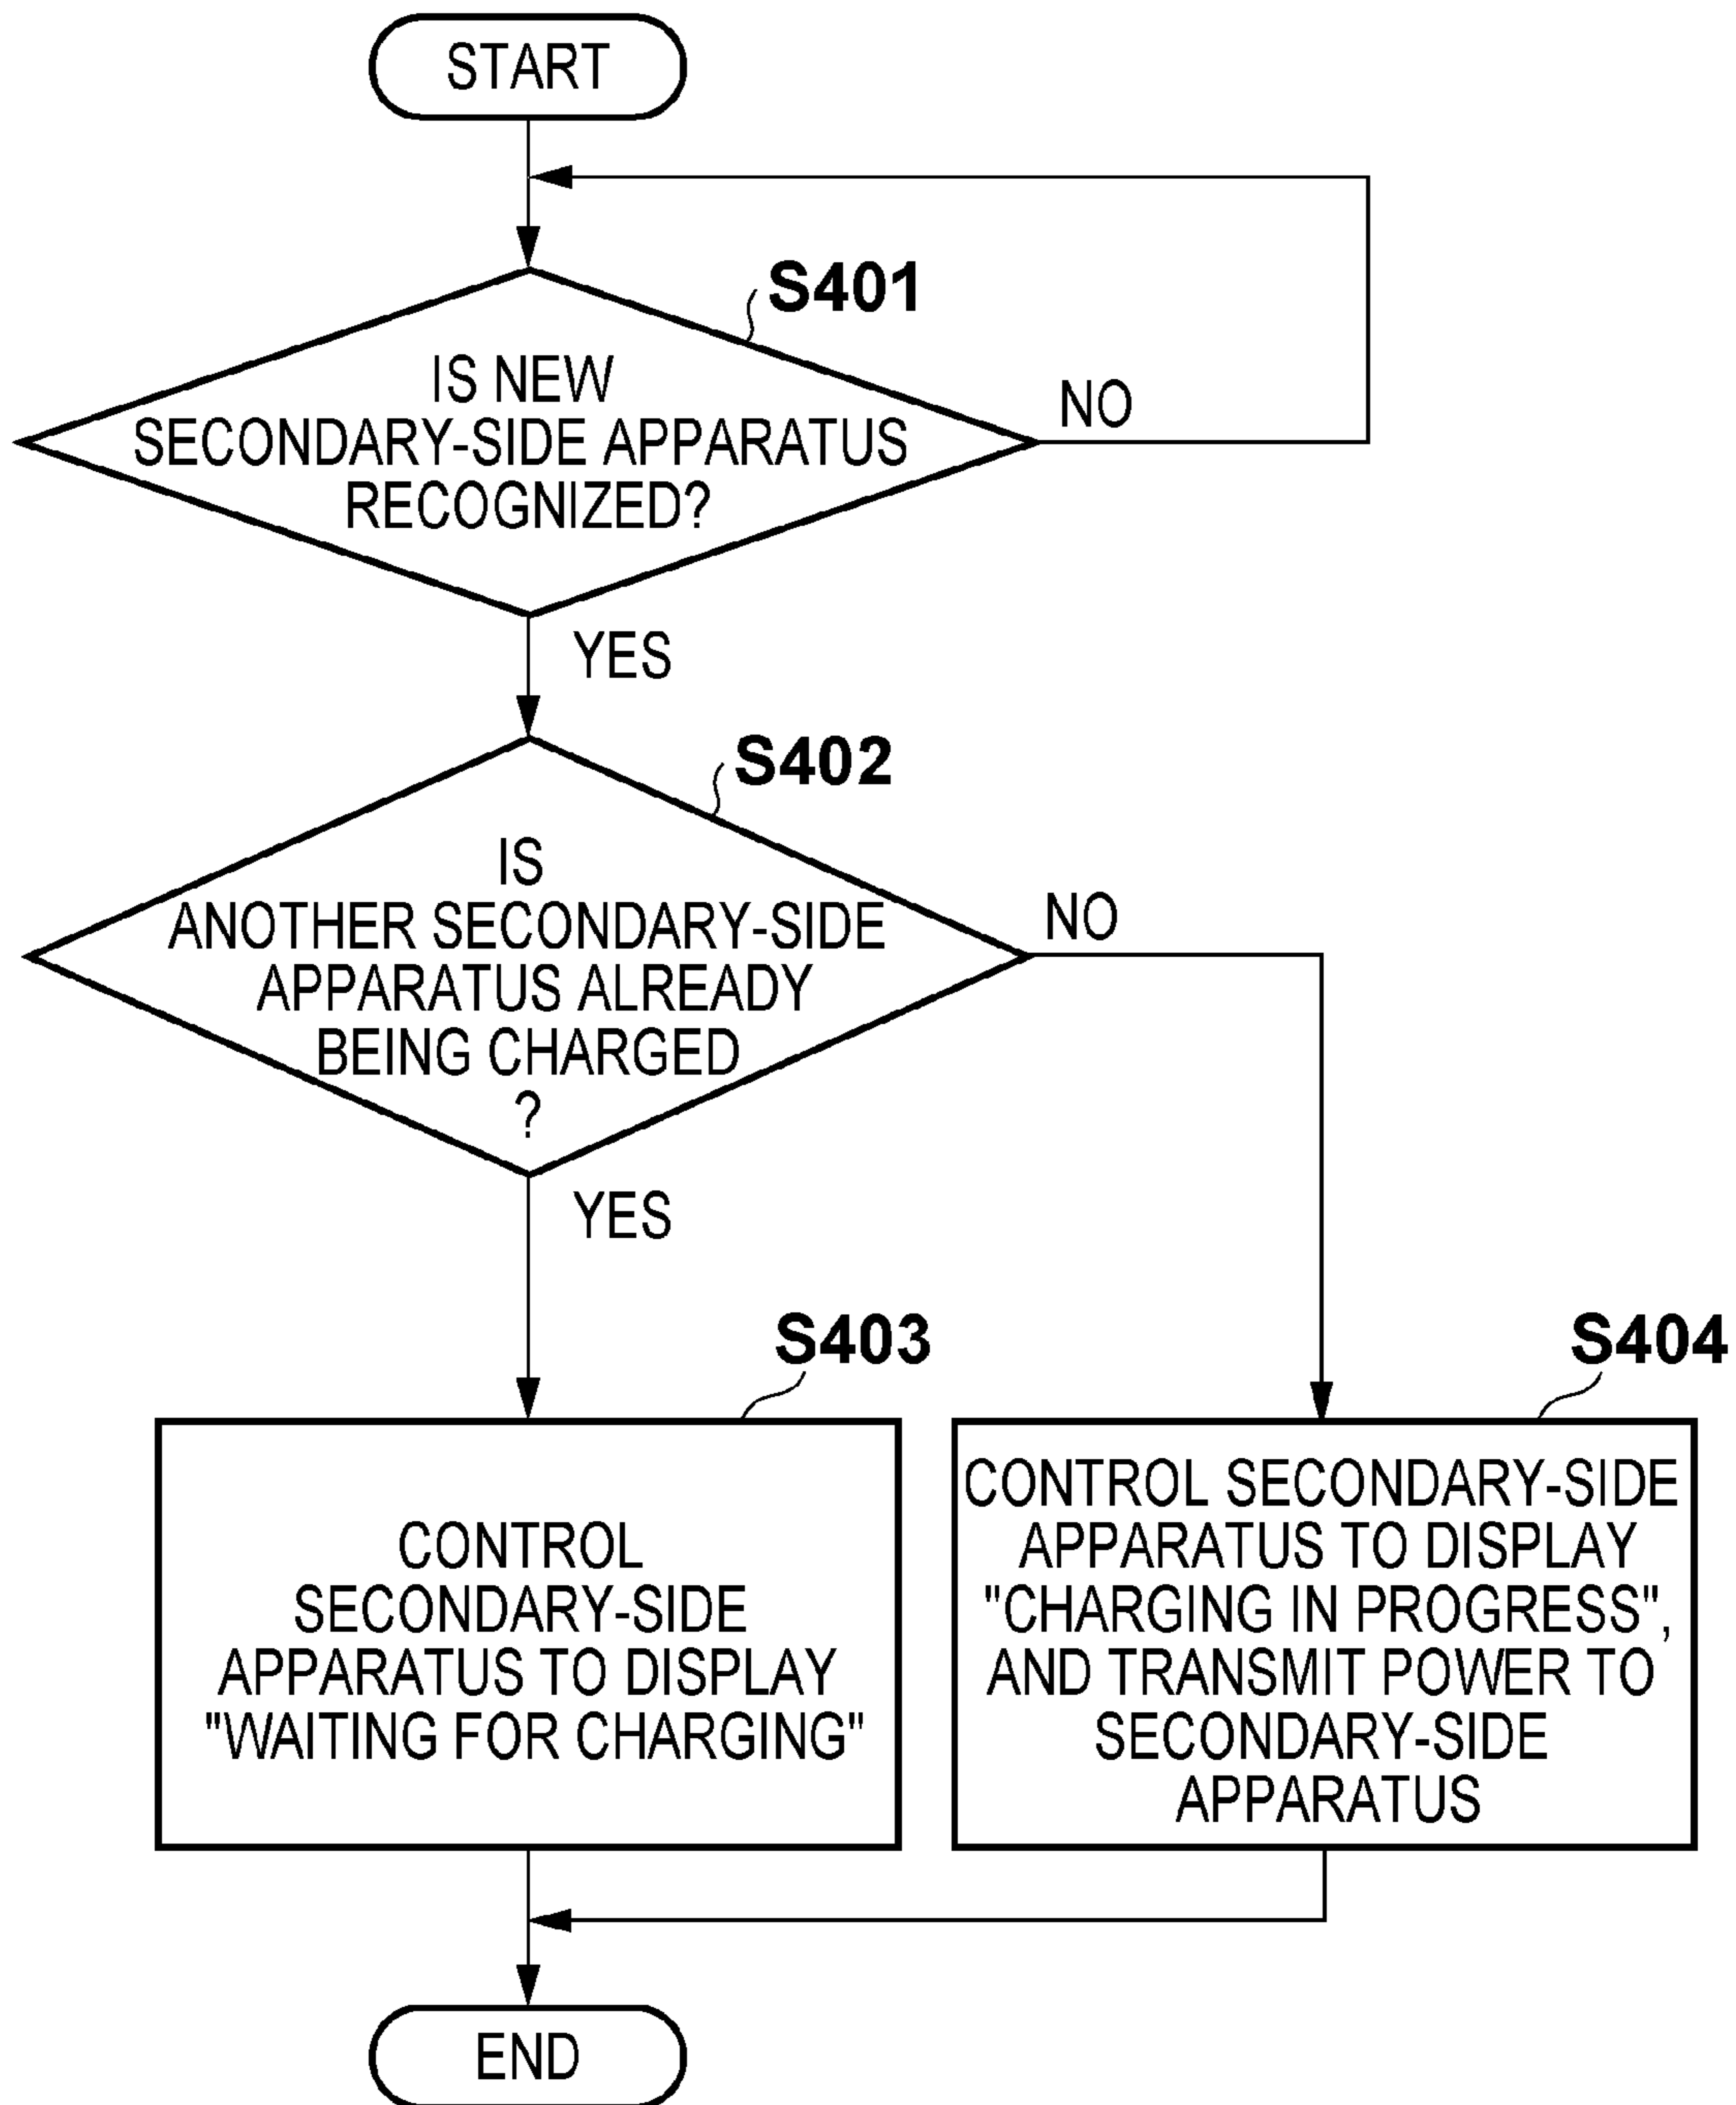 START
S401
IS NEW
SECONDARY-SIDE APPARATUS
RECOGNIZED?
NO
YES
S402
IS
ANOTHER SECONDARY-SIDE
APPARATUS ALREADY
BEING CHARGED
?
NO
YES
S403
CONTROL
SECONDARY-SIDE
APPARATUS TO DISPLAY
"WAITING FOR CHARGING"
S404
CONTROL SECONDARY-SIDE
APPARATUS TO DISPLAY
"CHARGING IN PROGRESS",
AND TRANSMIT POWER TO
SECONDARY-SIDE
APPARATUS
END